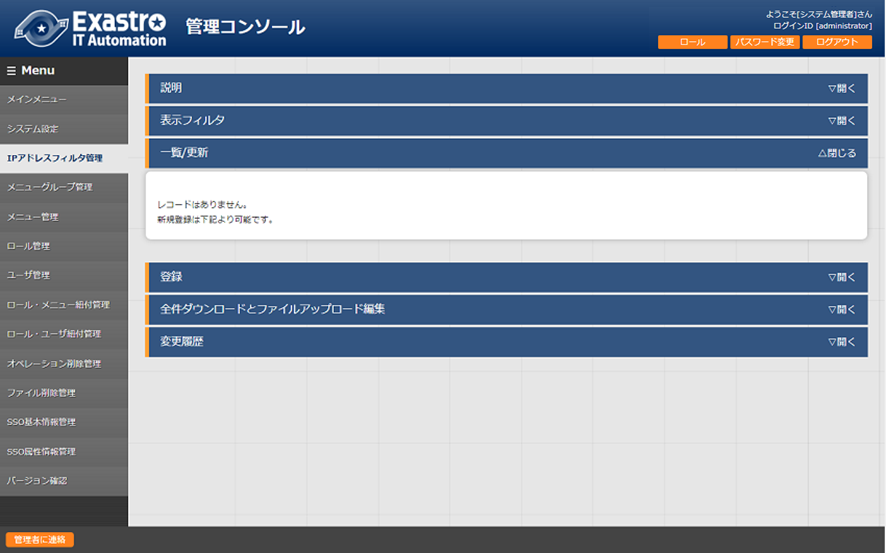 Exastro
IT Automation
管理コンソール
ようこそ[システム管理者]さん
ログインID [administrator]
ロール
パスワード変更
ログアウト
☰ Menu
メインメニュー
システム設定
IPアドレスフィルタ管理
メニューグループ管理
メニュー管理
ロール管理
ユーザ管理
ロール・メニュー紐付管理
ロール・ユーザ紐付管理
オペレーション削除管理
ファイル削除管理
SSO基本情報管理
SSO属性情報管理
バージョン確認
説明 ▽開く
表示フィルタ ▽開く
一覧/更新 △閉じる
レコードはありません。
新規登録は下記より可能です。
登録 ▽開く
全件ダウンロードとファイルアップロード編集 ▽開く
変更履歴 ▽開く
管理者に連絡